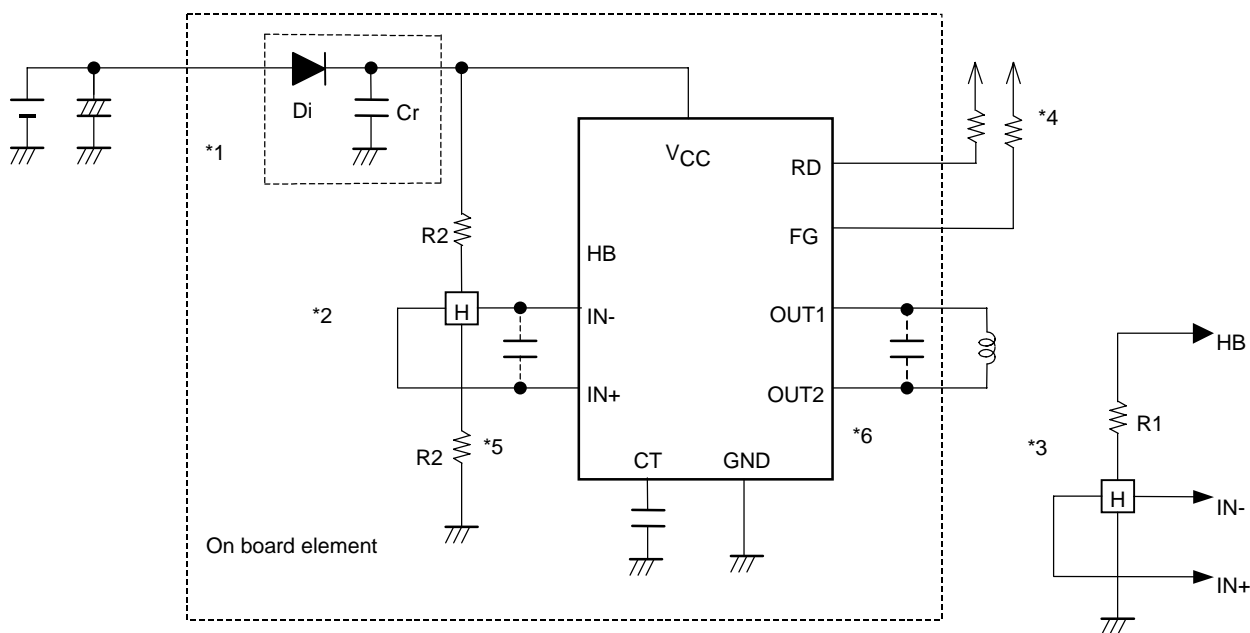 Di
Cr
*1
*4
VCC
RD
R2
FG
HB
*2
H
IN-
OUT1
HB
IN+
OUT2
R1
R2
*5
*6
*3
CT
GND
H
IN-
On board element
IN+